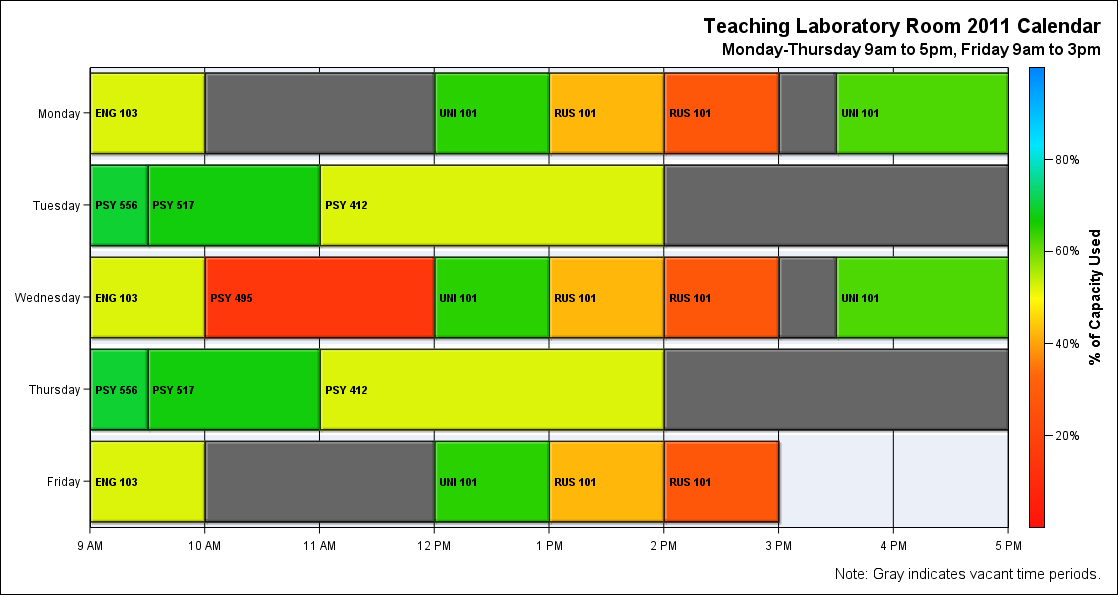 Teaching Laboratory Room 2011 Calendar
Monday-Thursday 9am to 5pm, Friday 9am to 3pm
Monday ENG 103 UNI 101 RUS 101 RUS 101 UNI 101
80%
Tuesday PSY 556 PSY 517 PSY 412
60%
Wednesday ENG 103 PSY 495 UNI 101 RUS 101 RUS 101 UNI 101
% of Capacity Used
40%
Thursday PSY 556 PSY 517 PSY 412
20%
Friday ENG 103 UNI 101 RUS 101 RUS 101
9 AM 10 AM 11 AM 12 PM 1 PM 2 PM 3 PM 4 PM 5 PM
Note: Gray indicates vacant time periods.